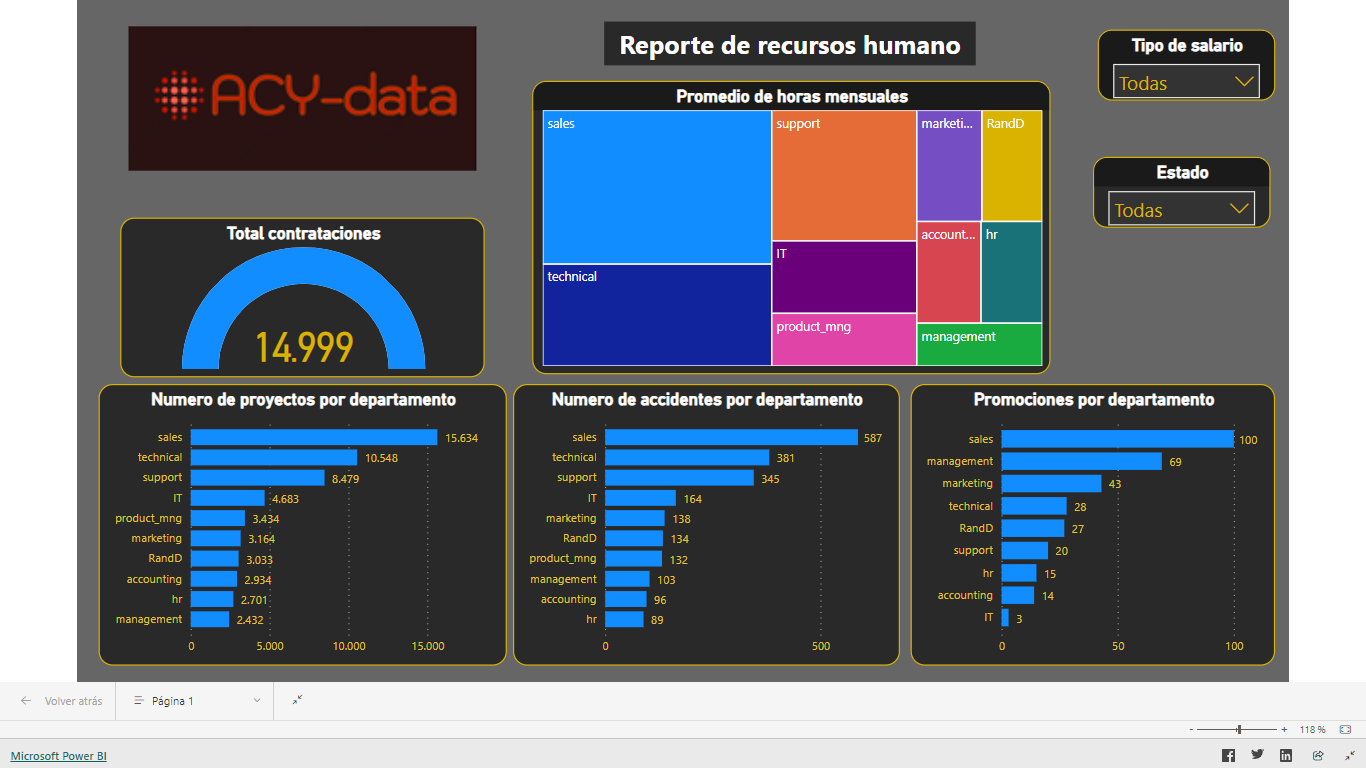 ACY-data
Reporte de recursos humano
Tipo de salario
Todas
Estado
Todas
Promedio de horas mensuales
sales
support
marketi...
RandD
technical
IT
account...
hr
product_mng
management
Total contrataciones
14.999
Numero de proyectos por departamento
sales 15.634
technical 10.548
support 8.479
IT 4.683
product_mng 3.434
marketing 3.164
RandD 3.033
accounting 2.934
hr 2.701
management 2.432
0 5.000 10.000 15.000
Numero de accidentes por departamento
sales 587
technical 381
support 345
IT 164
marketing 138
RandD 134
product_mng 132
management 103
accounting 96
hr 89
0 500
Promociones por departamento
sales 100
management 69
marketing 43
technical 28
RandD 27
support 20
hr 15
accounting 14
IT 3
0 50 100
Volver atrás
Página 1
- + 118 %
Microsoft Power BI